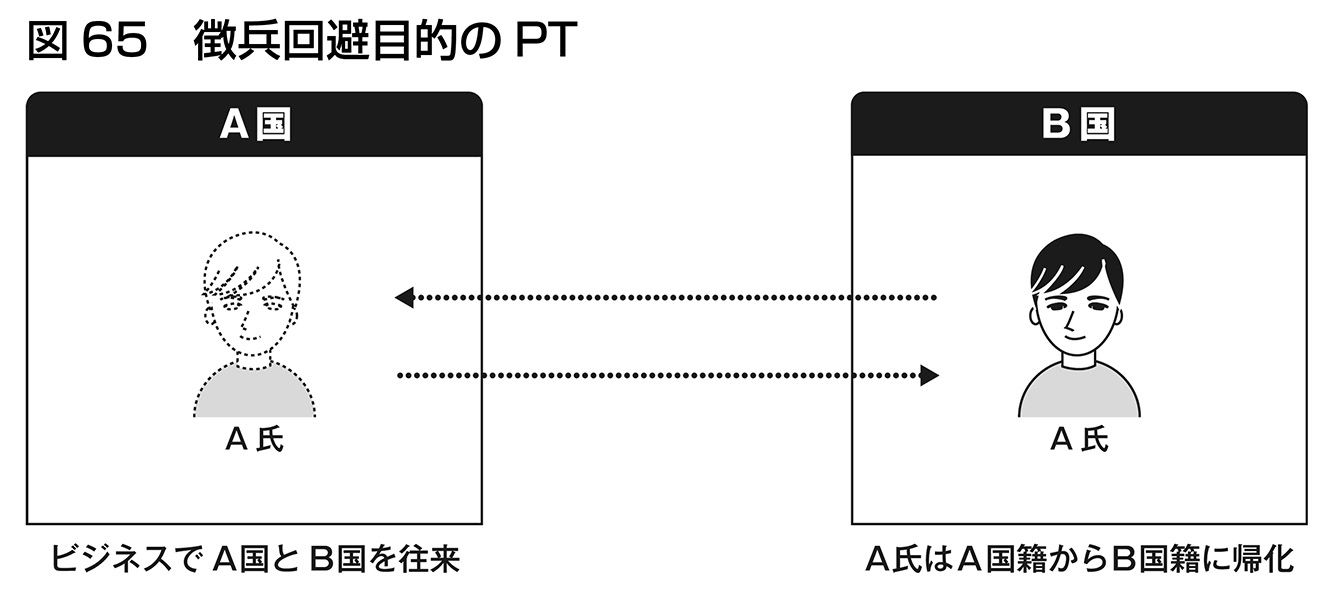 図 65　徴兵回避目的の PT
A 国
B 国
A 氏
A 氏
ビジネスで A国と B国を往来
A氏はA国籍からB国籍に帰化